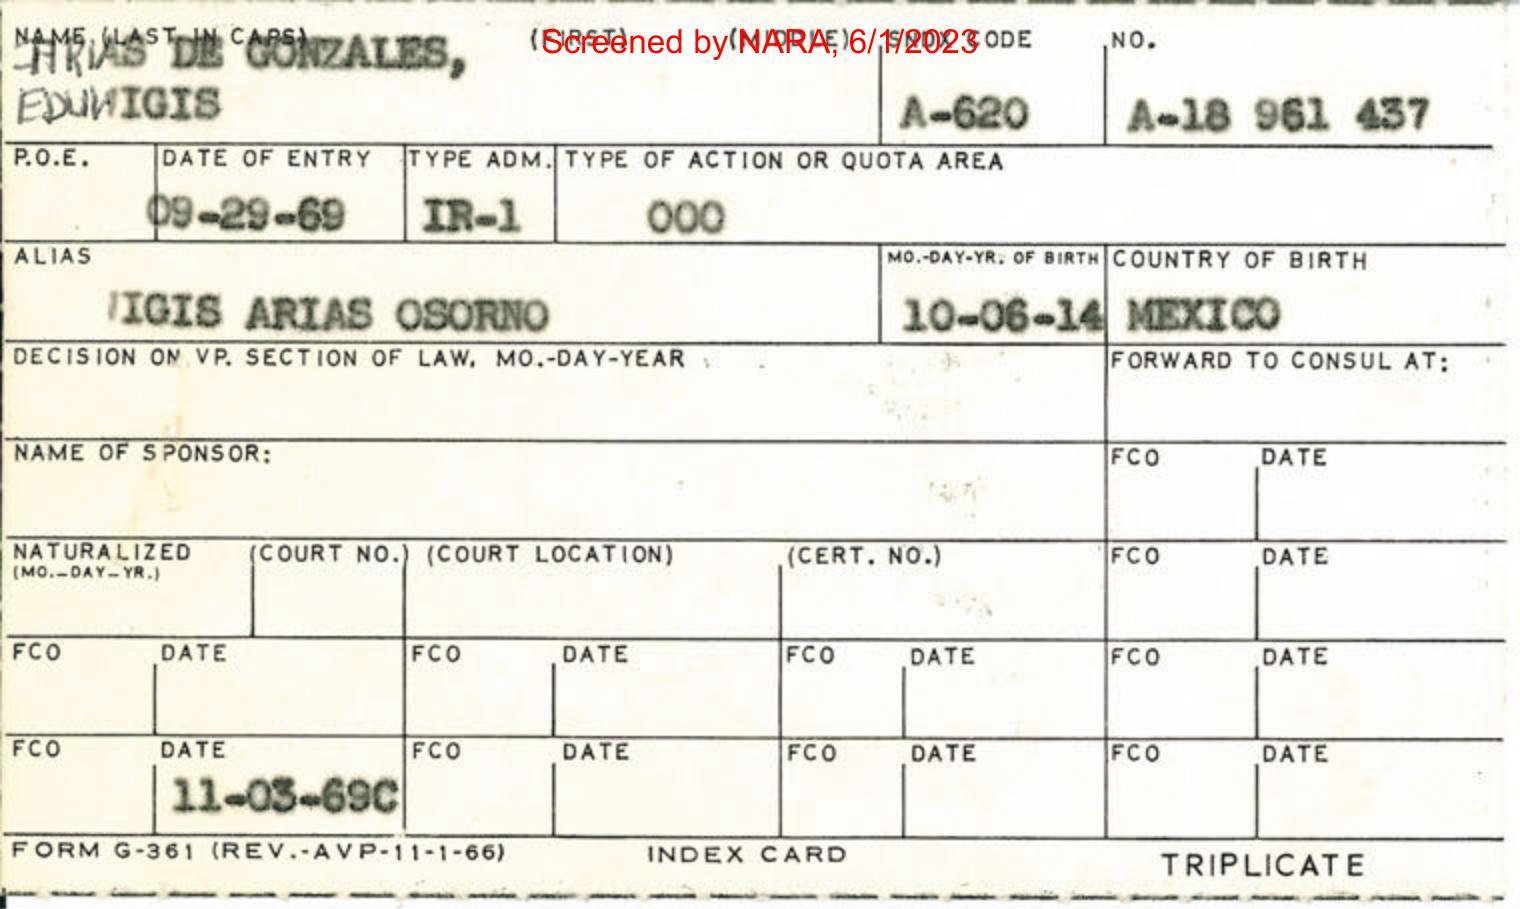 NAME (LAST IN CAPS) (FIRST) (MIDDLE) SNDX CODE NO.
Screened by NARA, 6/1/2023
ARIAS DE GONZALES,
EDUWIGIS A-620 A-18 961 437
P.O.E. DATE OF ENTRY TYPE ADM. TYPE OF ACTION OR QUOTA AREA
09-29-69 IR-1 000
ALIAS MO.-DAY-YR. OF BIRTH COUNTRY OF BIRTH
IGIS ARIAS OSORNO 10-06-14 MEXICO
DECISION ON VP. SECTION OF LAW, MO.-DAY-YEAR FORWARD TO CONSUL AT:
NAME OF SPONSOR: FCO DATE
NATURALIZED (COURT NO.) (COURT LOCATION) (CERT. NO.) FCO DATE
(MO.-DAY-YR.)
FCO DATE FCO DATE FCO DATE FCO DATE
FCO DATE FCO DATE FCO DATE FCO DATE
11-03-69C
FORM G-361 (REV.-AVP-11-1-66) INDEX CARD TRIPLICATE